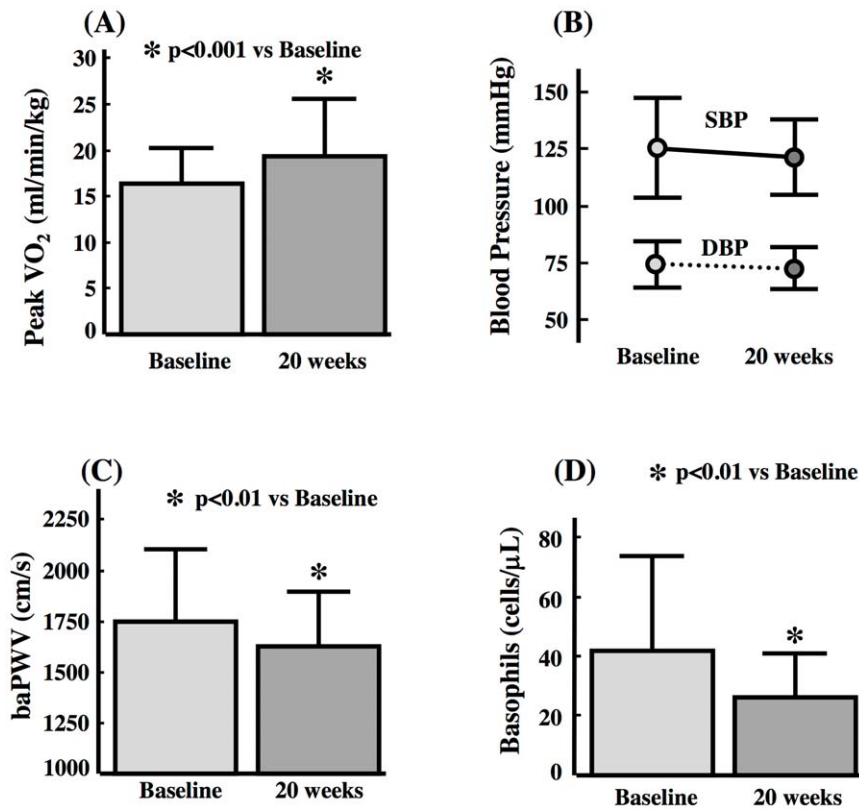 (A)
* p<0.001 vs Baseline
Peak VO2 (ml/min/kg)
30
25
20
15
10
5
0
*
Baseline
20 weeks
(B)
Blood Pressure (mmHg)
150
125
100
75
50
SBP
DBP
Baseline
20 weeks
(C)
* p<0.01 vs Baseline
baPWV (cm/s)
2250
2000
1750
1500
1250
1000
*
Baseline
20 weeks
(D)
* p<0.01 vs Baseline
Basophils (cells/μL)
80
60
40
20
0
*
Baseline
20 weeks